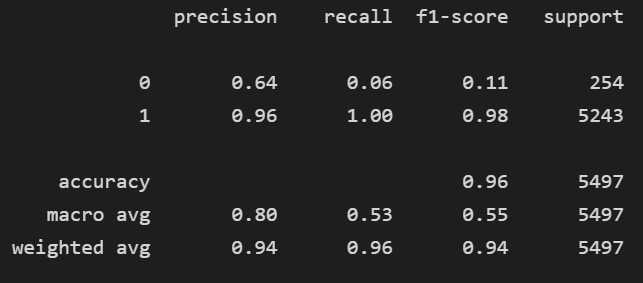 precision recall f1-score support
0 0.64 0.06 0.11 254
1 0.96 1.00 0.98 5243
accuracy 0.96 5497
macro avg 0.80 0.53 0.55 5497
weighted avg 0.94 0.96 0.94 5497